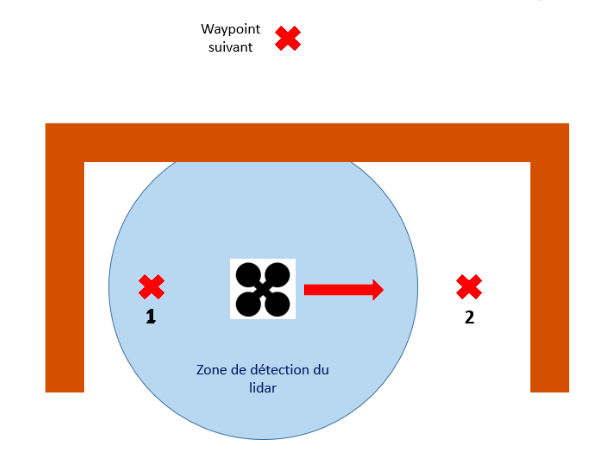 Waypoint
suivant
1
2
Zone de détection du
lidar